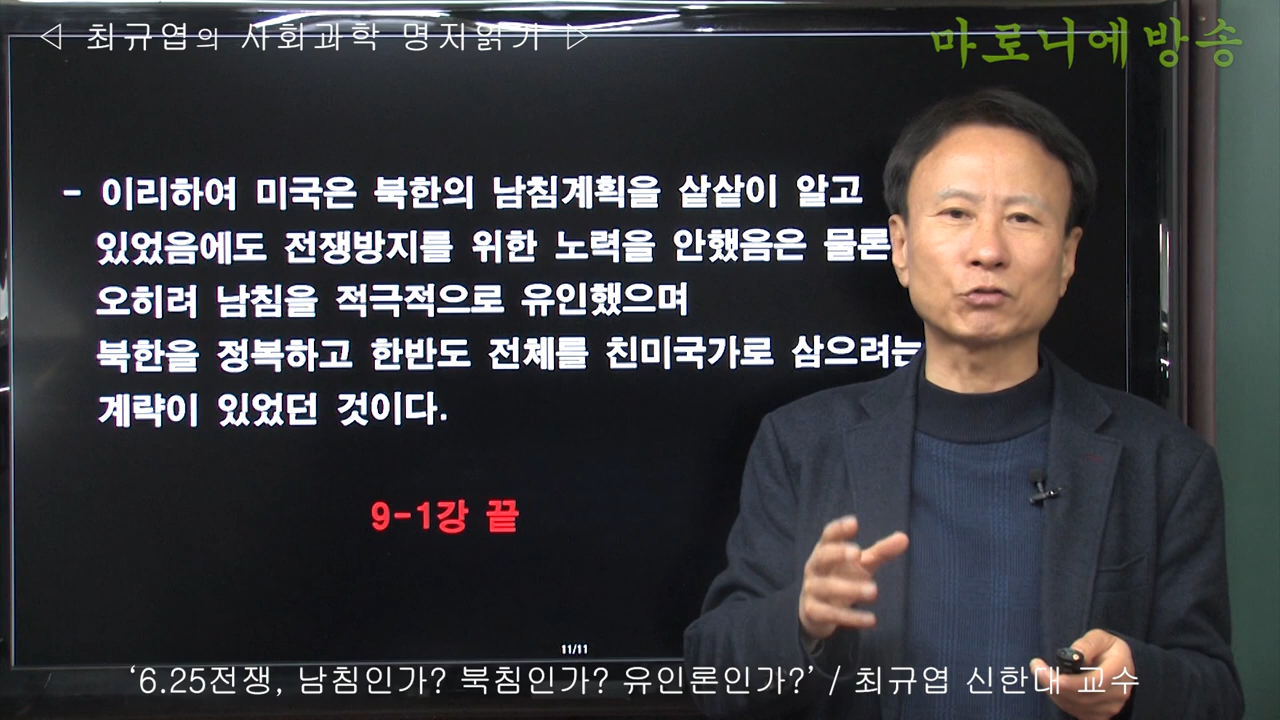 ◁ 최규엽의 사회과학 명저읽기 ▷
마로니에방송
- 이리하여 미국은 북한의 남침계획을 샅샅이 알고
있었음에도 전쟁방지를 위한 노력을 안했음은 물론
오히려 남침을 적극적으로 유인했으며
북한을 정복하고 한반도 전체를 친미국가로 삼으려는
계략이 있었던 것이다.
9-1강 끝
11/11
‘6.25전쟁, 남침인가? 북침인가? 유인론인가?’ / 최규엽 신한대 교수